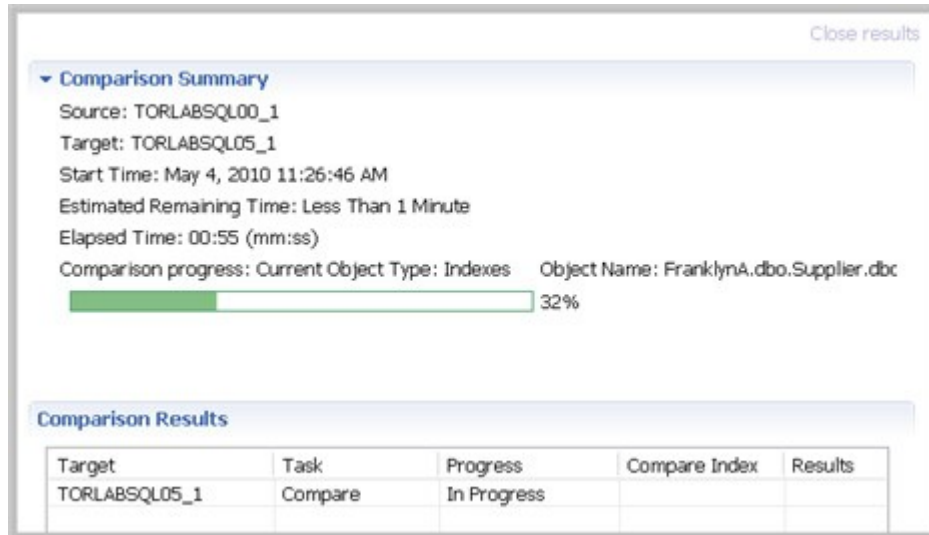 Close results
Comparison Summary
Source: TORLABSQL00_1
Target: TORLABSQL05_1
Start Time: May 4, 2010 11:26:46 AM
Estimated Remaining Time: Less Than 1 Minute
Elapsed Time: 00:55 (mm:ss)
Comparison progress: Current Object Type: Indexes Object Name: FranklynA.dbo.Supplier.dbc
32%
Comparison Results
Target Task Progress Compare Index Results
TORLABSQL05_1 Compare In Progress